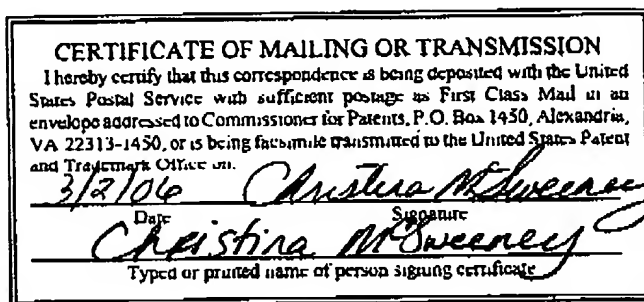 CERTIFICATE OF MAILING OR TRANSMISSION
I hereby certify that this correspondence is being deposited with the United
States Postal Service with sufficient postage as First Class Mail in an
envelope addressed to Commissioner for Patents, P.O. Box 1450, Alexandria,
VA 22313-1450, or is being facsimile transmitted to the United States Patent
and Trademark Office on.
3/2/06 Christina McSweeney
Date Signature
Christina McSweeney
Typed or printed name of person signing certificate